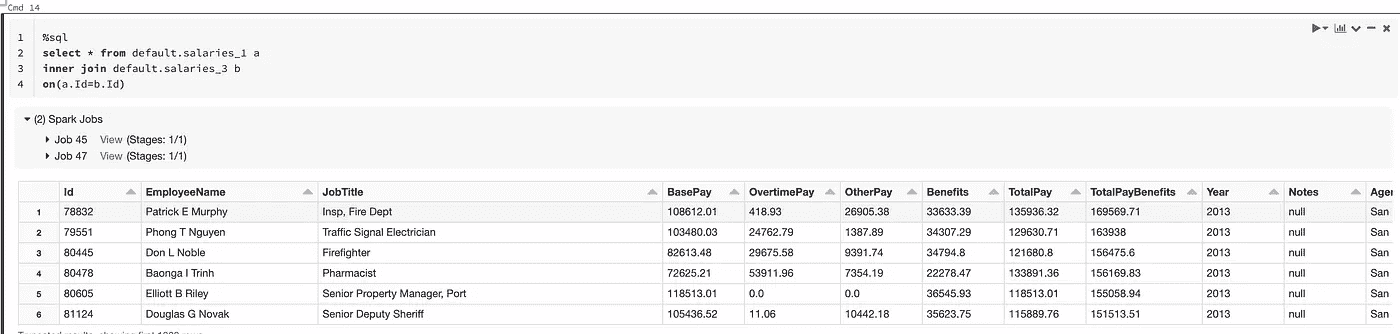 Cmd 14
1 %sql
2 select * from default.salaries_1 a
3 inner join default.salaries_3 b
4 on(a.Id=b.Id)
(2) Spark Jobs
Job 45 View (Stages: 1/1)
Job 47 View (Stages: 1/1)
Id EmployeeName JobTitle BasePay OvertimePay OtherPay Benefits TotalPay TotalPayBenefits Year Notes
1 78832 Patrick E Murphy Insp, Fire Dept 108612.01 418.93 26905.38 33633.39 135936.32 169569.71 2013 null San
2 79551 Phong T Nguyen Traffic Signal Electrician 103480.03 24762.79 1387.89 34307.29 129630.71 163938 2013 null San
3 80445 Don L Noble Firefighter 82613.48 29675.58 9391.74 34794.8 121680.8 156475.6 2013 null San
4 80478 Baonga I Trinh Pharmacist 72625.21 53911.96 7354.19 22278.47 133891.36 156169.83 2013 null San
5 80605 Elliott B Riley Senior Property Manager, Port 118513.01 0.0 0.0 36545.93 118513.01 155058.94 2013 null San
6 81124 Douglas G Novak Senior Deputy Sheriff 105436.52 11.06 10442.18 35623.75 115889.76 151513.51 2013 null San